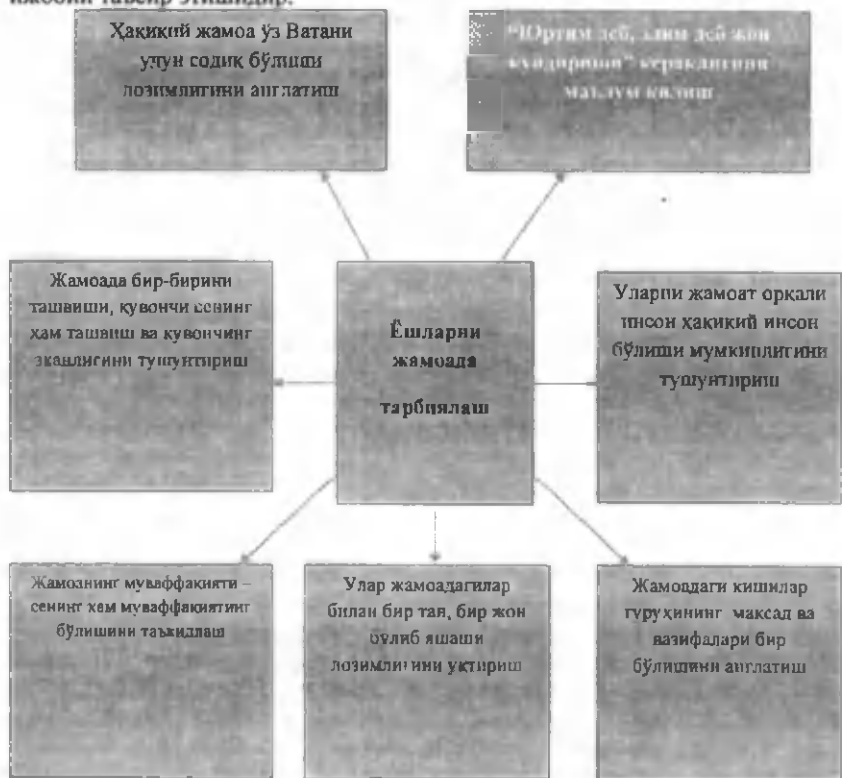 Ҳақиқий жамоа ўз Ватани
учун содиқ бўлиши
лозимлигини англатиш
"Юртим деб, элим деб жон
куйдириши" кераклигини
маълум қилиш
Жамоада бир-бирини
ташвиши, қувончи сенинг
ҳам ташвиш ва қувончинг
эканлигини тушунтириш
Ёшларни
жамоада
тарбиялаш
Уларни жамоат орқали
инсон ҳақиқий инсон
бўлиши мумкинлигини
тушунтириш
Жамоанинг муваффақияти –
сенинг ҳам муваффақиятинг
бўлишини таъкидлаш
Улар жамоадагилар
билан бир тан, бир жон
бўлиб яшаши
лозимлигини уқтириш
Жамоадаги кишилар
гуруҳининг мақсад ва
вазифалари бир
бўлишини англатиш